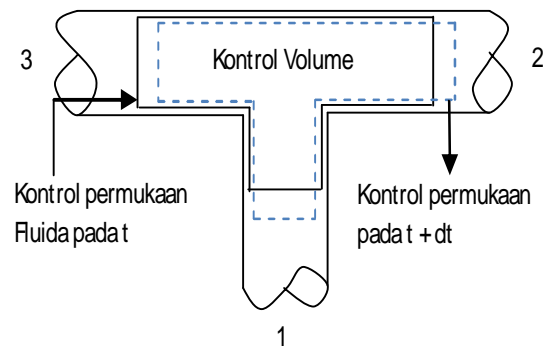 3
Kontrol Volume
2
Kontrol permukaan
Fluida pada t
Kontrol permukaan
pada t + dt
1